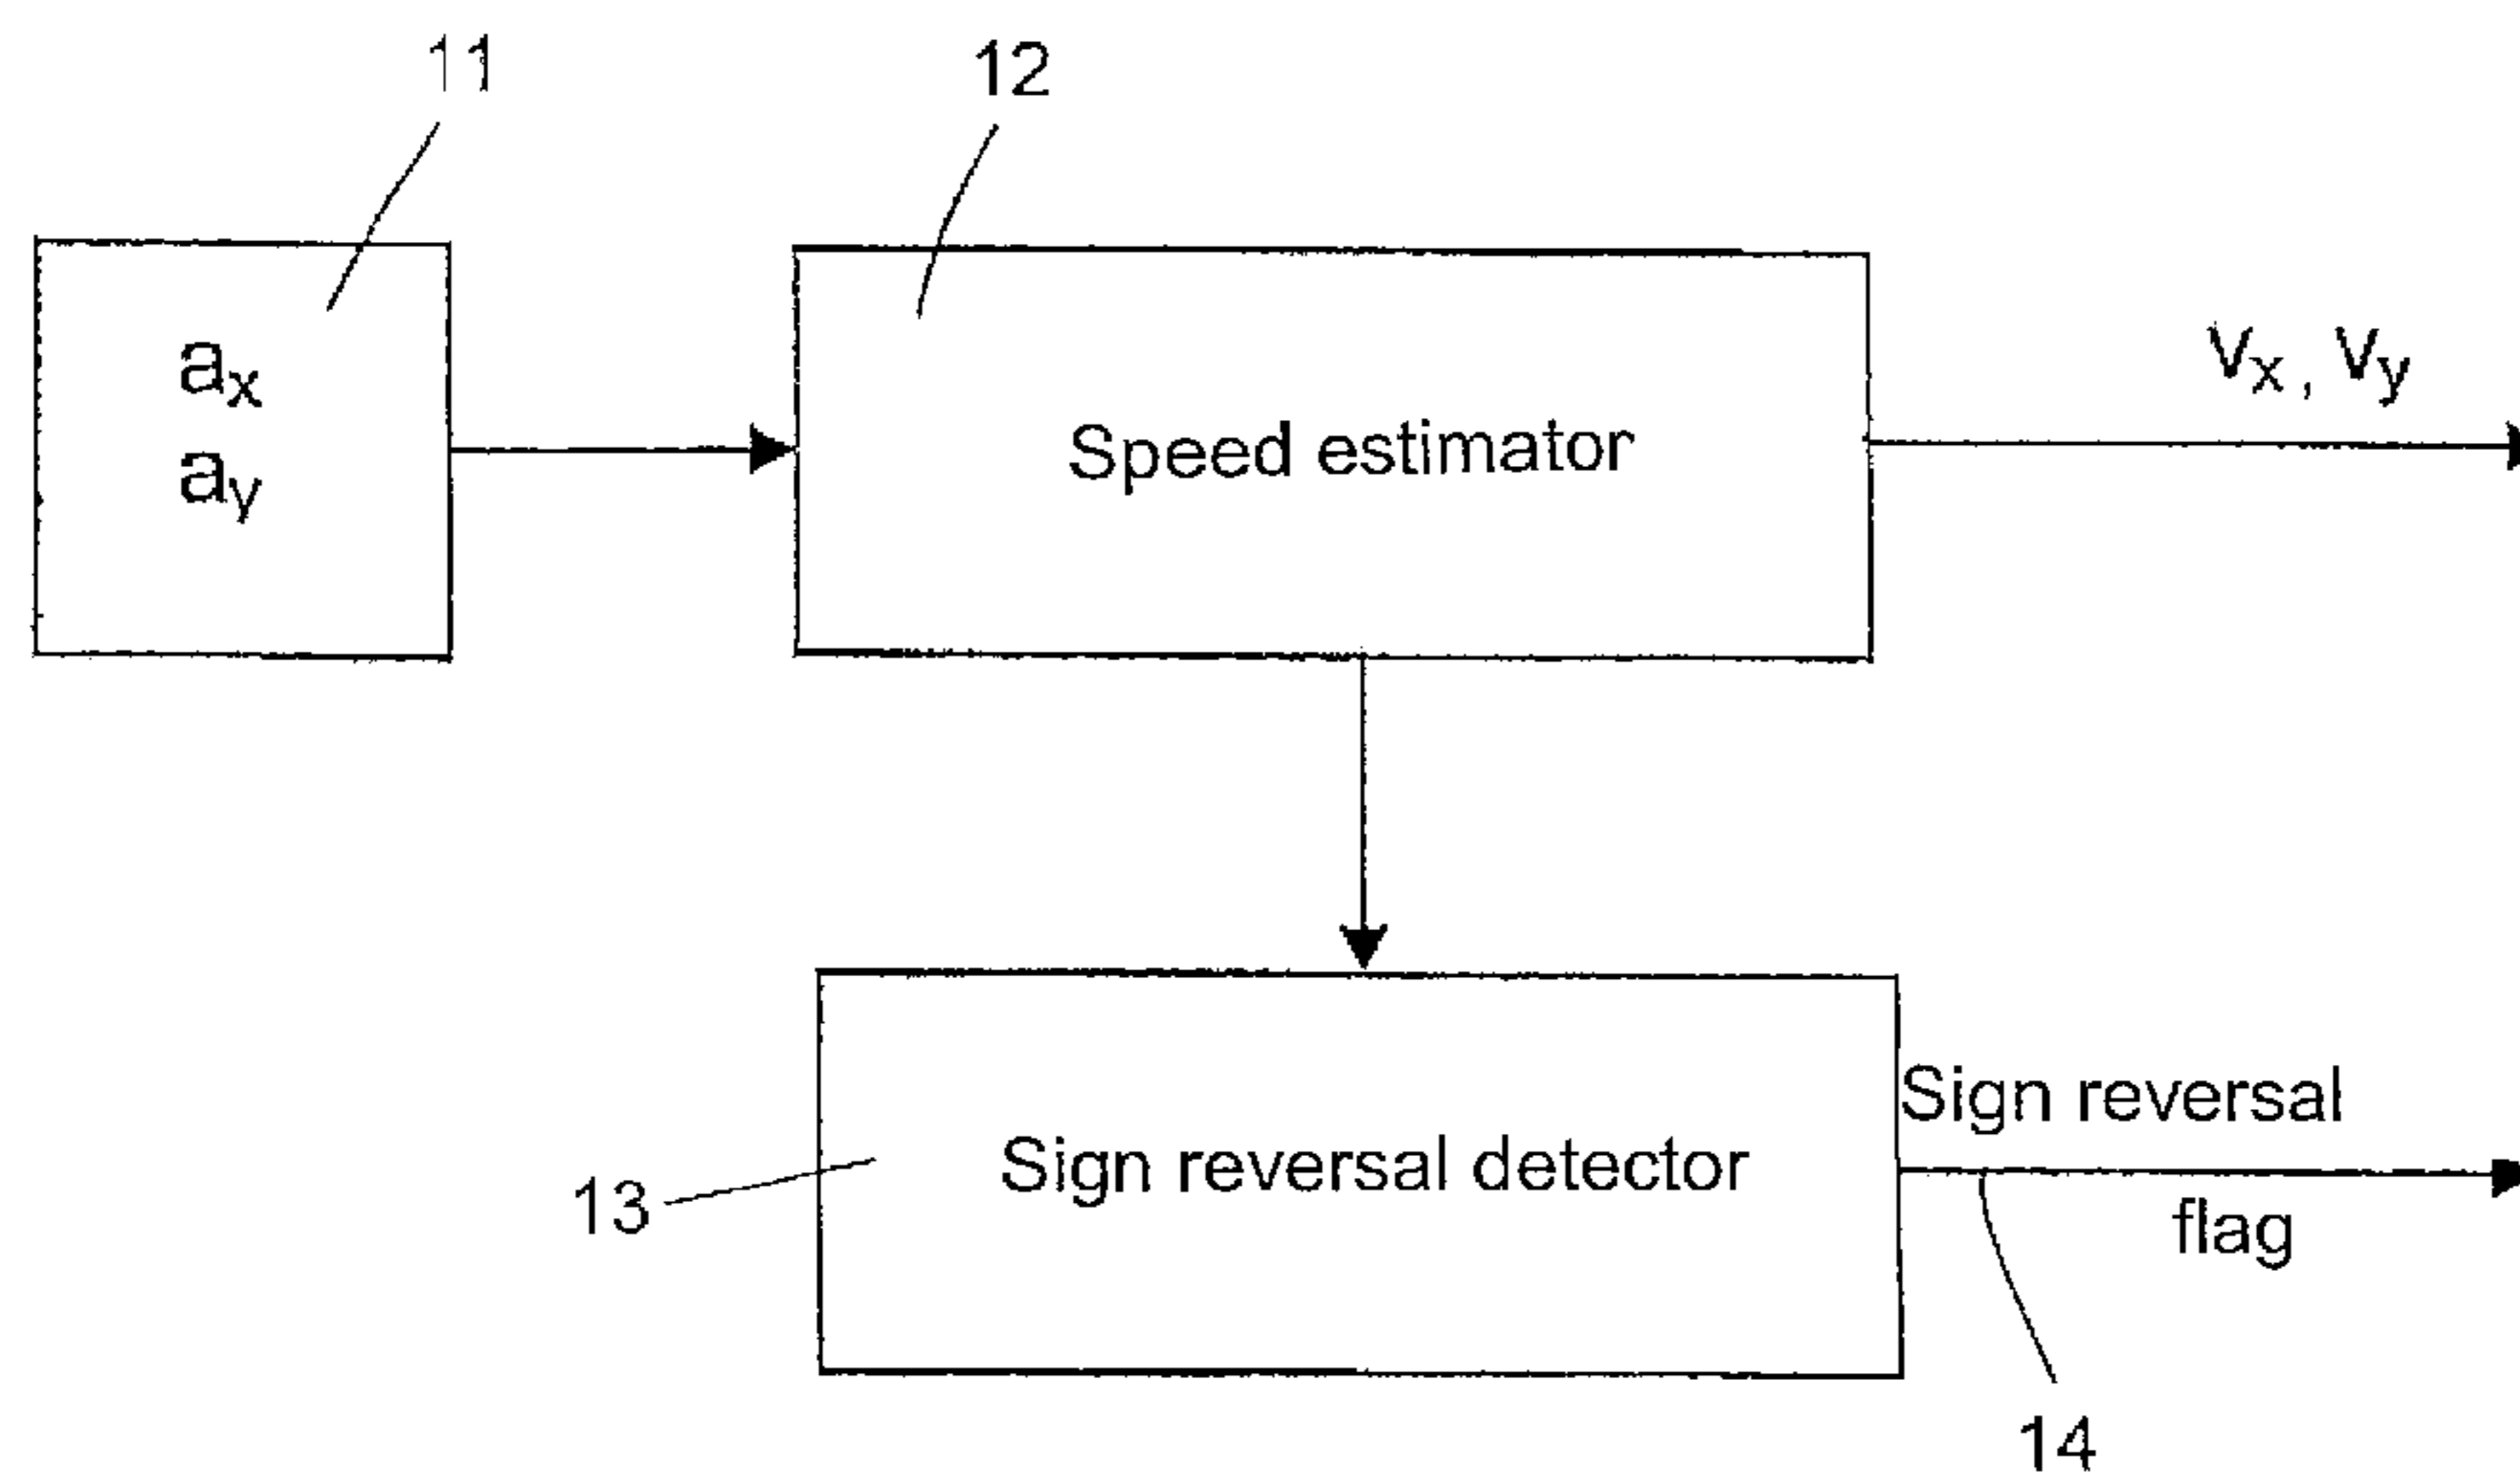 11
12
ax
ay
Speed estimator
vx, vy
Sign reversal detector
Sign reversal
flag
13
14